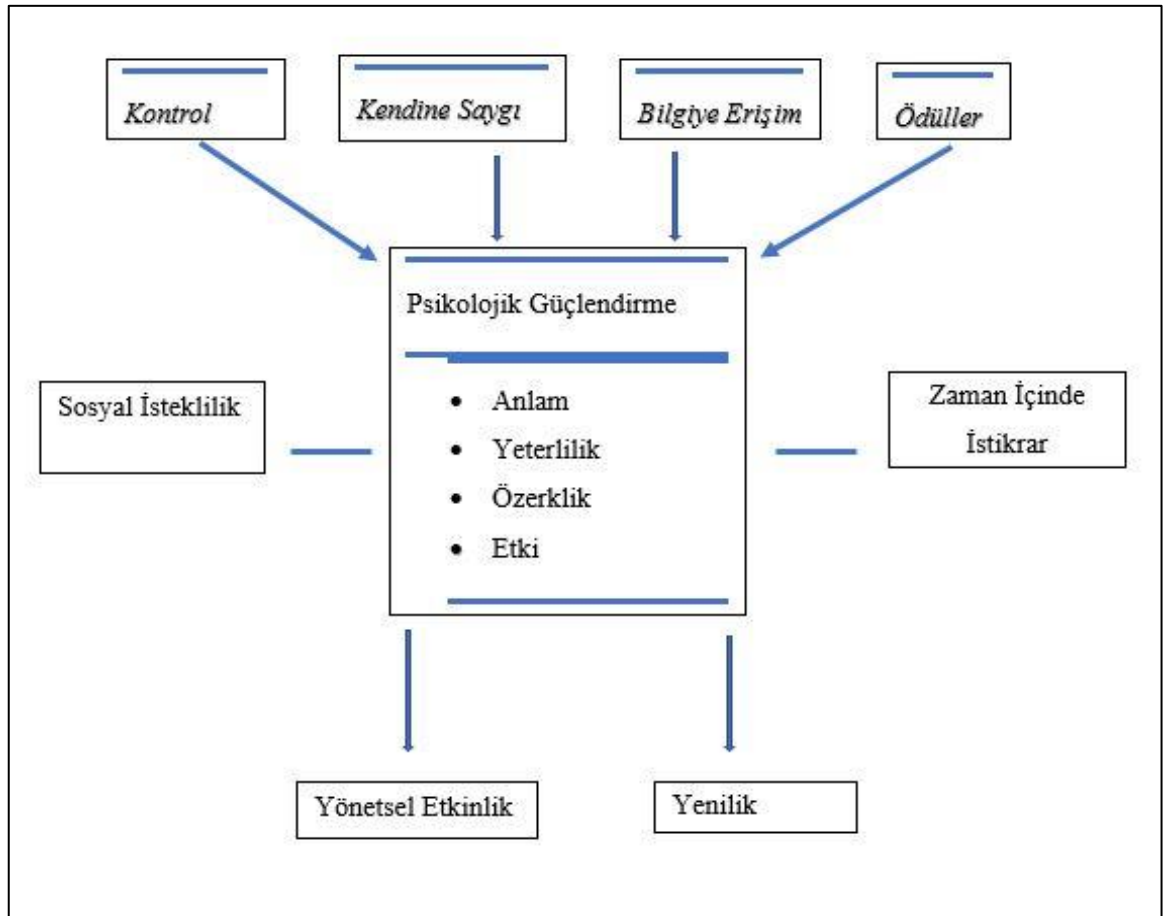 Kontrol
Kendine Saygı
Bilgiye Erişim
Ödüller
Psikolojik Güçlendirme
Sosyal İsteklilik
• Anlam
• Yeterlilik
• Özerklik
• Etki
Zaman İçinde
İstikrar
Yönetsel Etkinlik
Yenilik